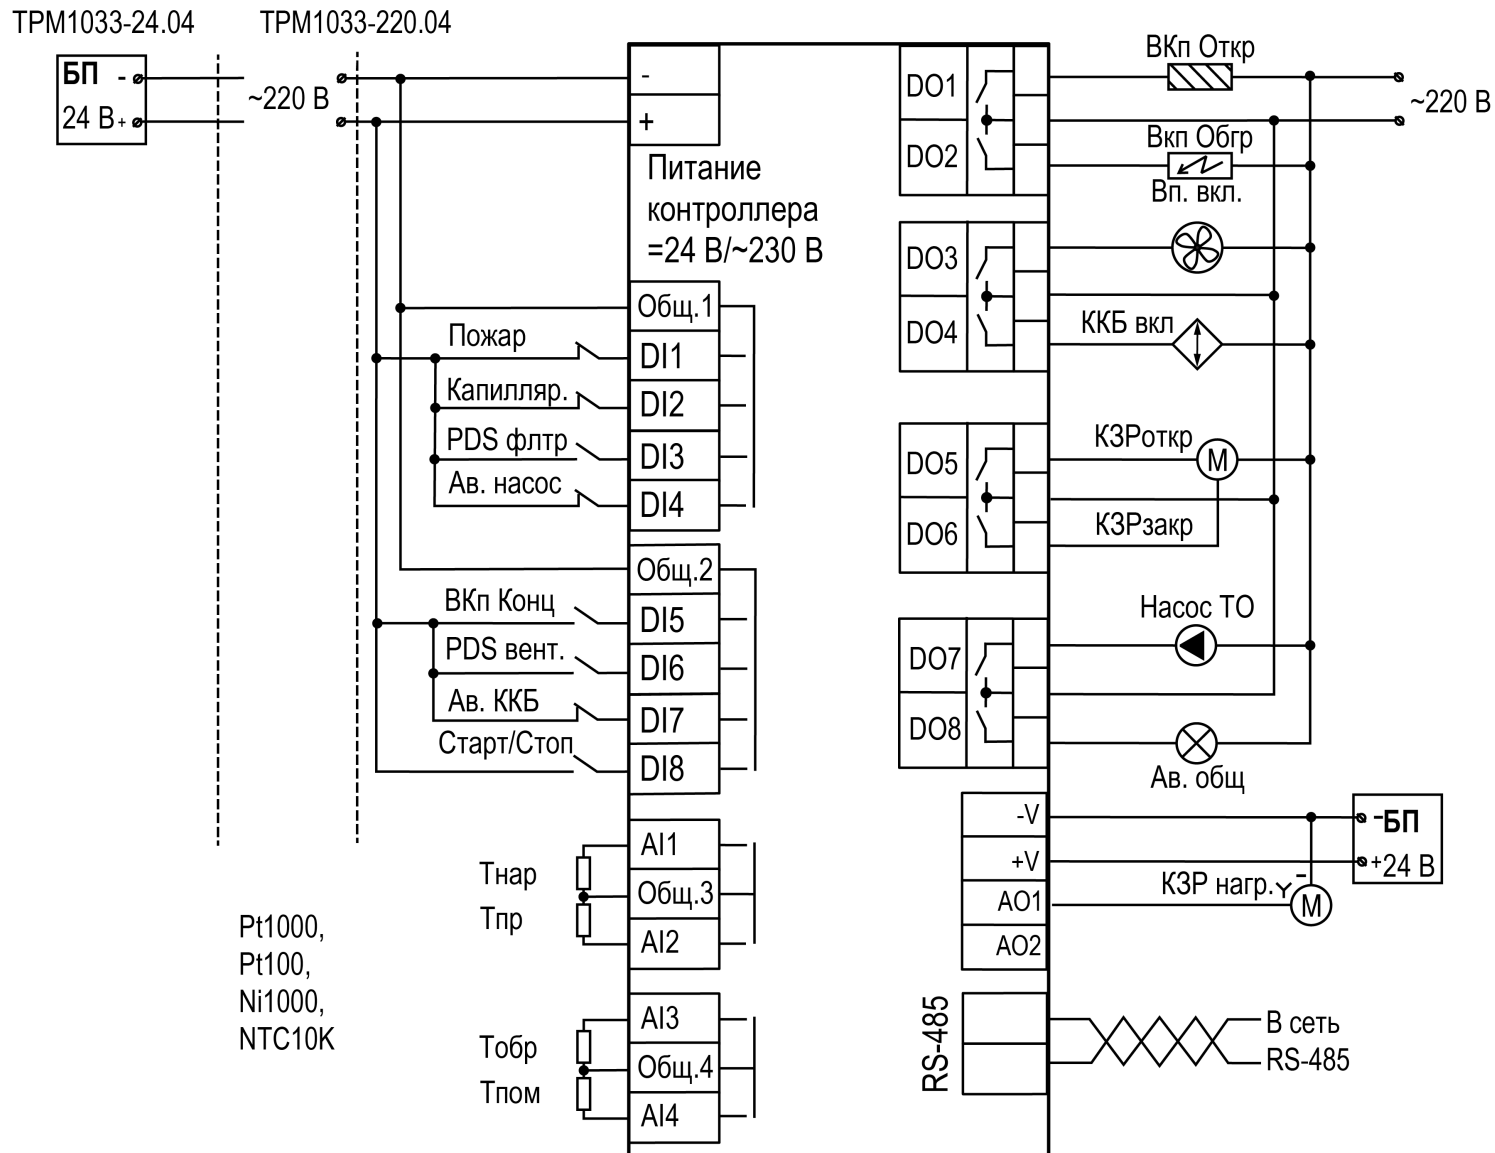 ТРМ1033-24.04
ТРМ1033-220.04
БП -
24 В +
~220 В
-
+
Питание
контроллера
=24 В/~230 В
Общ.1
Пожар
DI1
Капилляр.
DI2
PDS флтр
DI3
Ав. насос
DI4
Общ.2
ВКп Конц
DI5
PDS вент.
DI6
Ав. ККБ
DI7
Старт/Стоп
DI8
AI1
Тнар
Общ.3
Тпр
AI2
Pt1000,
Pt100,
Ni1000,
NTC10K
AI3
Тобр
Общ.4
Тпом
AI4
DO1
ВКп Откр
~220 В
DO2
Вкп Обгр
Вп. вкл.
DO3
DO4
ККБ вкл
DO5
КЗРоткр
M
DO6
КЗРзакр
DO7
Насос ТО
DO8
Ав. общ
-V
-БП
+V
+24 В
AO1
КЗР нагр. Y -
M
AO2
RS-485
В сеть
RS-485